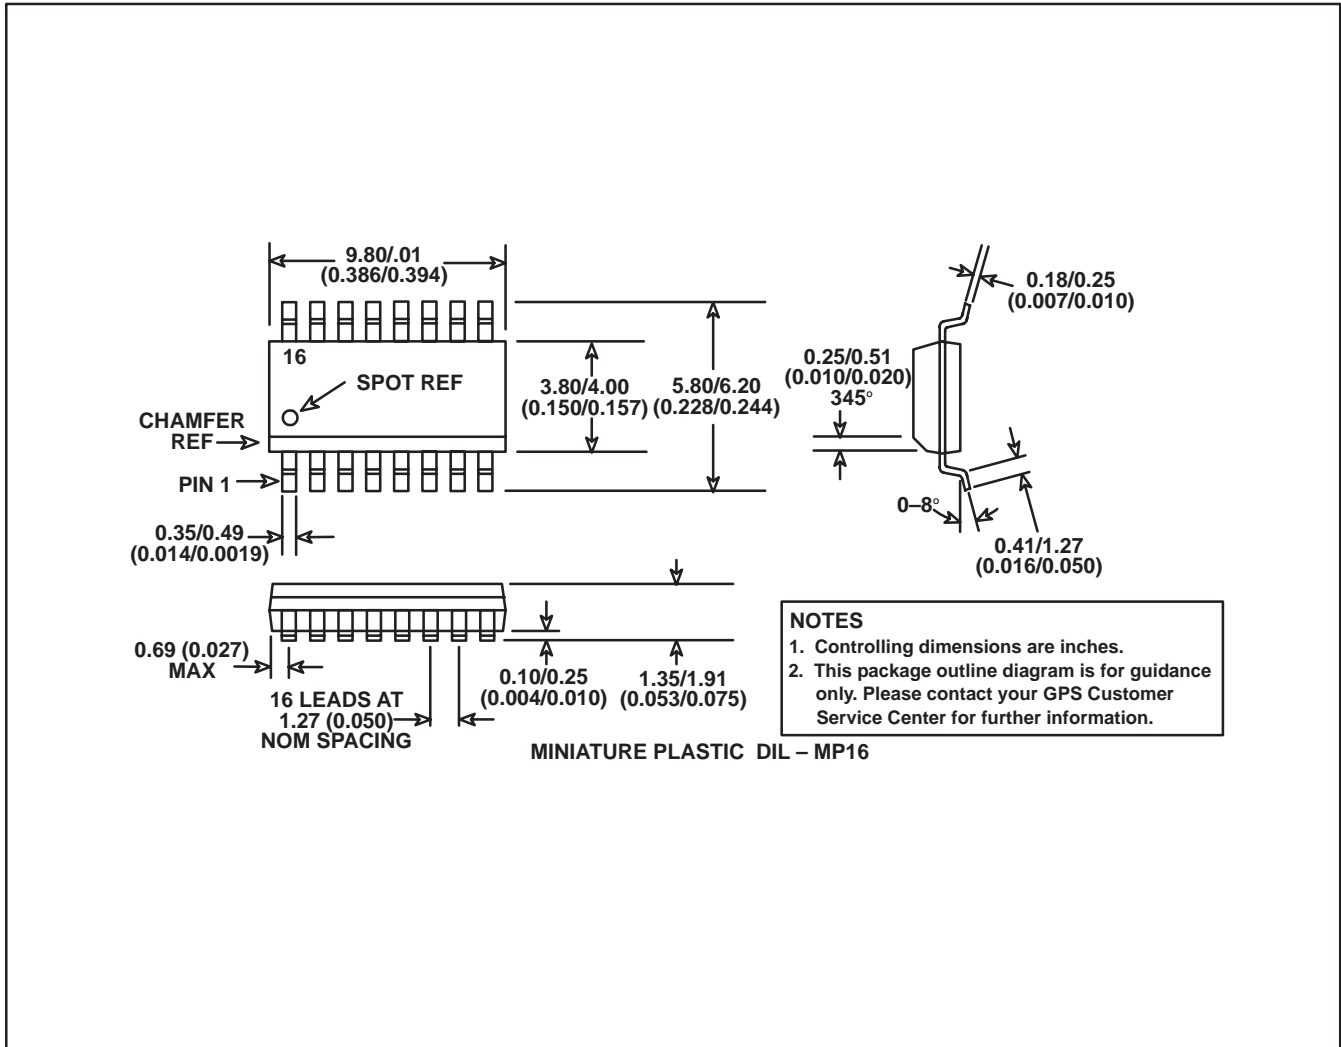 9.80/.01
(0.386/0.394)
16
SPOT REF
CHAMFER
REF
PIN 1
0.35/0.49
(0.014/0.0019)
3.80/4.00
(0.150/0.157)
5.80/6.20
(0.228/0.244)
0.18/0.25
(0.007/0.010)
0.25/0.51
(0.010/0.020)
345°
0–8°
0.41/1.27
(0.016/0.050)
0.69 (0.027)
MAX
16 LEADS AT
1.27 (0.050)
NOM SPACING
0.10/0.25
(0.004/0.010)
1.35/1.91
(0.053/0.075)
NOTES
1. Controlling dimensions are inches.
2. This package outline diagram is for guidance
only. Please contact your GPS Customer
Service Center for further information.
MINIATURE PLASTIC DIL – MP16